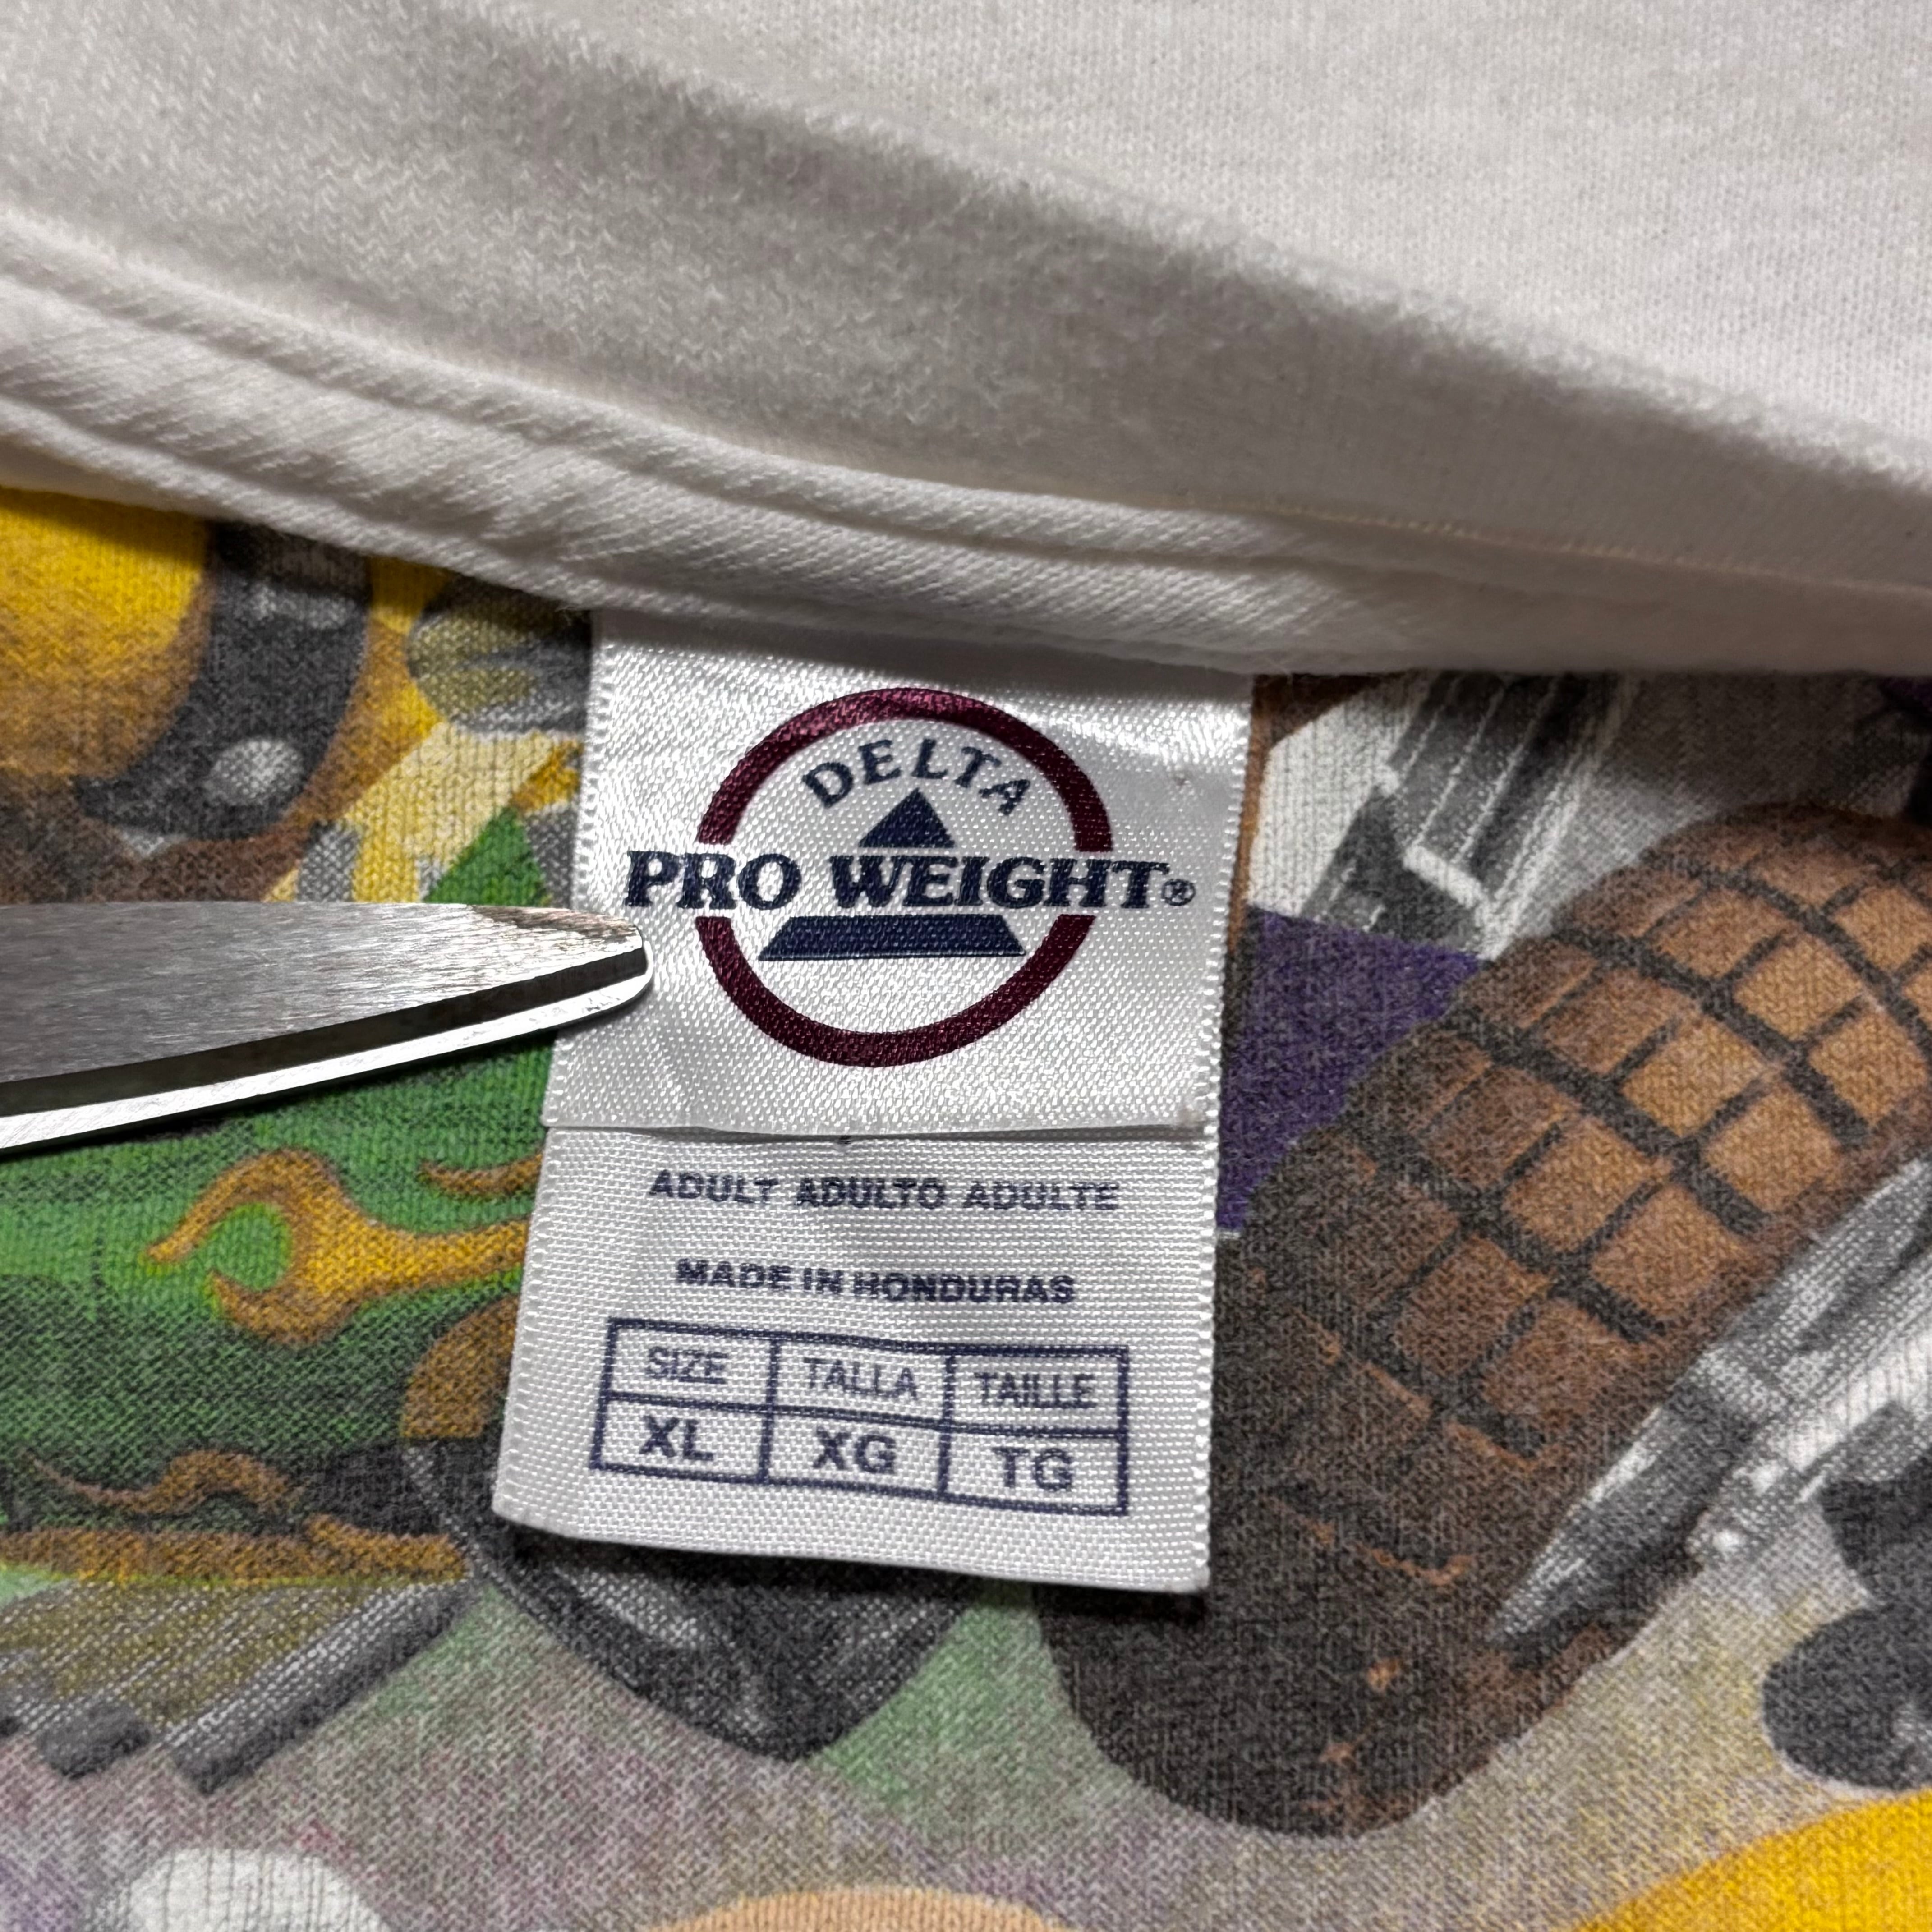 DELTA
PRO WEIGHT®
ADULT ADULTO ADULTE
MADE IN HONDURAS
SIZE TALLA TAILLE
XL XG TG